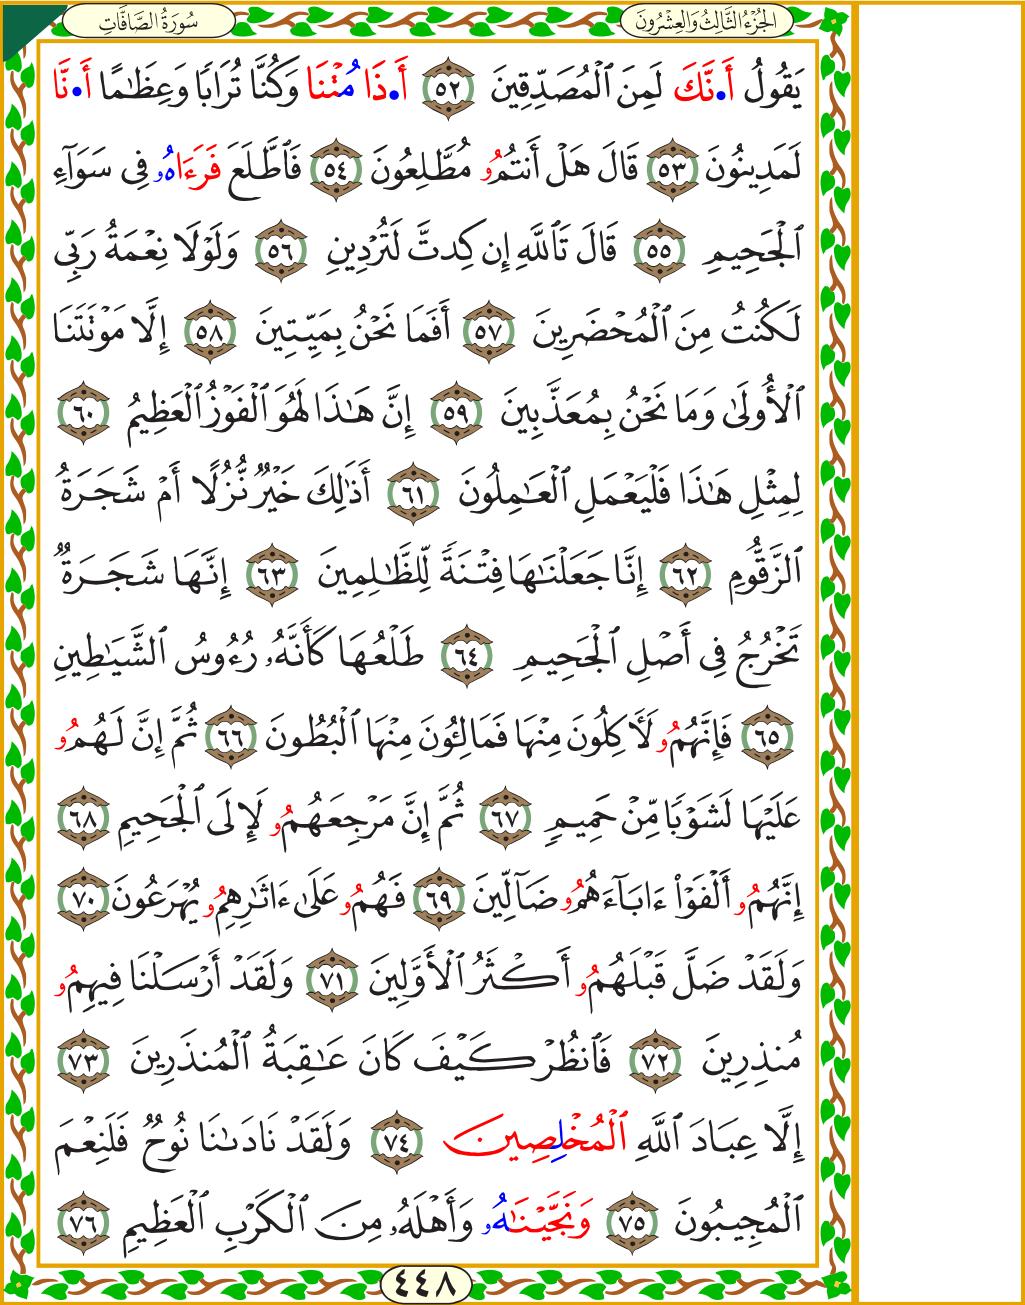 سُورَةُ الصَّافَّاتِ
الجُزْءُ الثَّالِثُ وَالعِشْرُونَ
يَقُولُ أَ•نَّكَ لَمِنَ ٱلْمُصَدِّقِينَ ٥٢ أَ•ذَا مُتْنَا وَكُنَّا تُرَابًا وَعِظَٰمًا أَ•نَّا
لَمَدِينُونَ ٥٣ قَالَ هَلْ أَنتُمُۥ مُّطَّلِعُونَ ٥٤ فَٱطَّلَعَ فَرَءَاهُۥ فِى سَوَآءِ
ٱلْجَحِيمِ ٥٥ قَالَ تَٱللَّهِ إِن كِدتَّ لَتُرْدِينِ ٥٦ وَلَوْلَا نِعْمَةُ رَبِّى
لَكُنتُ مِنَ ٱلْمُحْضَرِينَ ٥٧ أَفَمَا نَحْنُ بِمَيِّتِينَ ٥٨ إِلَّا مَوْتَتَنَا
ٱلْأُولَىٰ وَمَا نَحْنُ بِمُعَذَّبِينَ ٥٩ إِنَّ هَٰذَا لَهُوَ ٱلْفَوْزُ ٱلْعَظِيمُ ٦٠
لِمِثْلِ هَٰذَا فَلْيَعْمَلِ ٱلْعَٰمِلُونَ ٦١ أَذَٰلِكَ خَيْرٌ نُّزُلًا أَمْ شَجَرَةُ
ٱلزَّقُّومِ ٦٢ إِنَّا جَعَلْنَٰهَا فِتْنَةً لِّلظَّٰلِمِينَ ٦٣ إِنَّهَا شَجَرَةٌ
تَخْرُجُ فِى أَصْلِ ٱلْجَحِيمِ ٦٤ طَلْعُهَا كَأَنَّهُۥ رُءُوسُ ٱلشَّيَٰطِينِ
٦٥ فَإِنَّهُمُۥ لَأَكِلُونَ مِنْهَا فَمَالِـُٔونَ مِنْهَا ٱلْبُطُونَ ٦٦ ثُمَّ إِنَّ لَهُمُۥ
عَلَيْهَا لَشَوْبًا مِّنْ حَمِيمٍ ٦٧ ثُمَّ إِنَّ مَرْجِعَهُمُۥ لَإِلَى ٱلْجَحِيمِ ٦٨
إِنَّهُمُۥ أَلْفَوْا۟ ءَابَآءَهُمُۥ ضَآلِّينَ ٦٩ فَهُمُۥ عَلَىٰ ءَاثَٰرِهِمُۥ يُهْرَعُونَ ٧٠
وَلَقَدْ ضَلَّ قَبْلَهُمُۥ أَكْثَرُ ٱلْأَوَّلِينَ ٧١ وَلَقَدْ أَرْسَلْنَا فِيهِمُۥ
مُنذِرِينَ ٧٢ فَٱنظُرْ كَيْفَ كَانَ عَٰقِبَةُ ٱلْمُنذَرِينَ ٧٣
إِلَّا عِبَادَ ٱللَّهِ ٱلْمُخْلِصِينَ ٧٤ وَلَقَدْ نَادَىٰنَا نُوحٌ فَلَنِعْمَ
ٱلْمُجِيبُونَ ٧٥ وَنَجَّيْنَٰهُۥ وَأَهْلَهُۥ مِنَ ٱلْكَرْبِ ٱلْعَظِيمِ ٧٦
٤٤٨